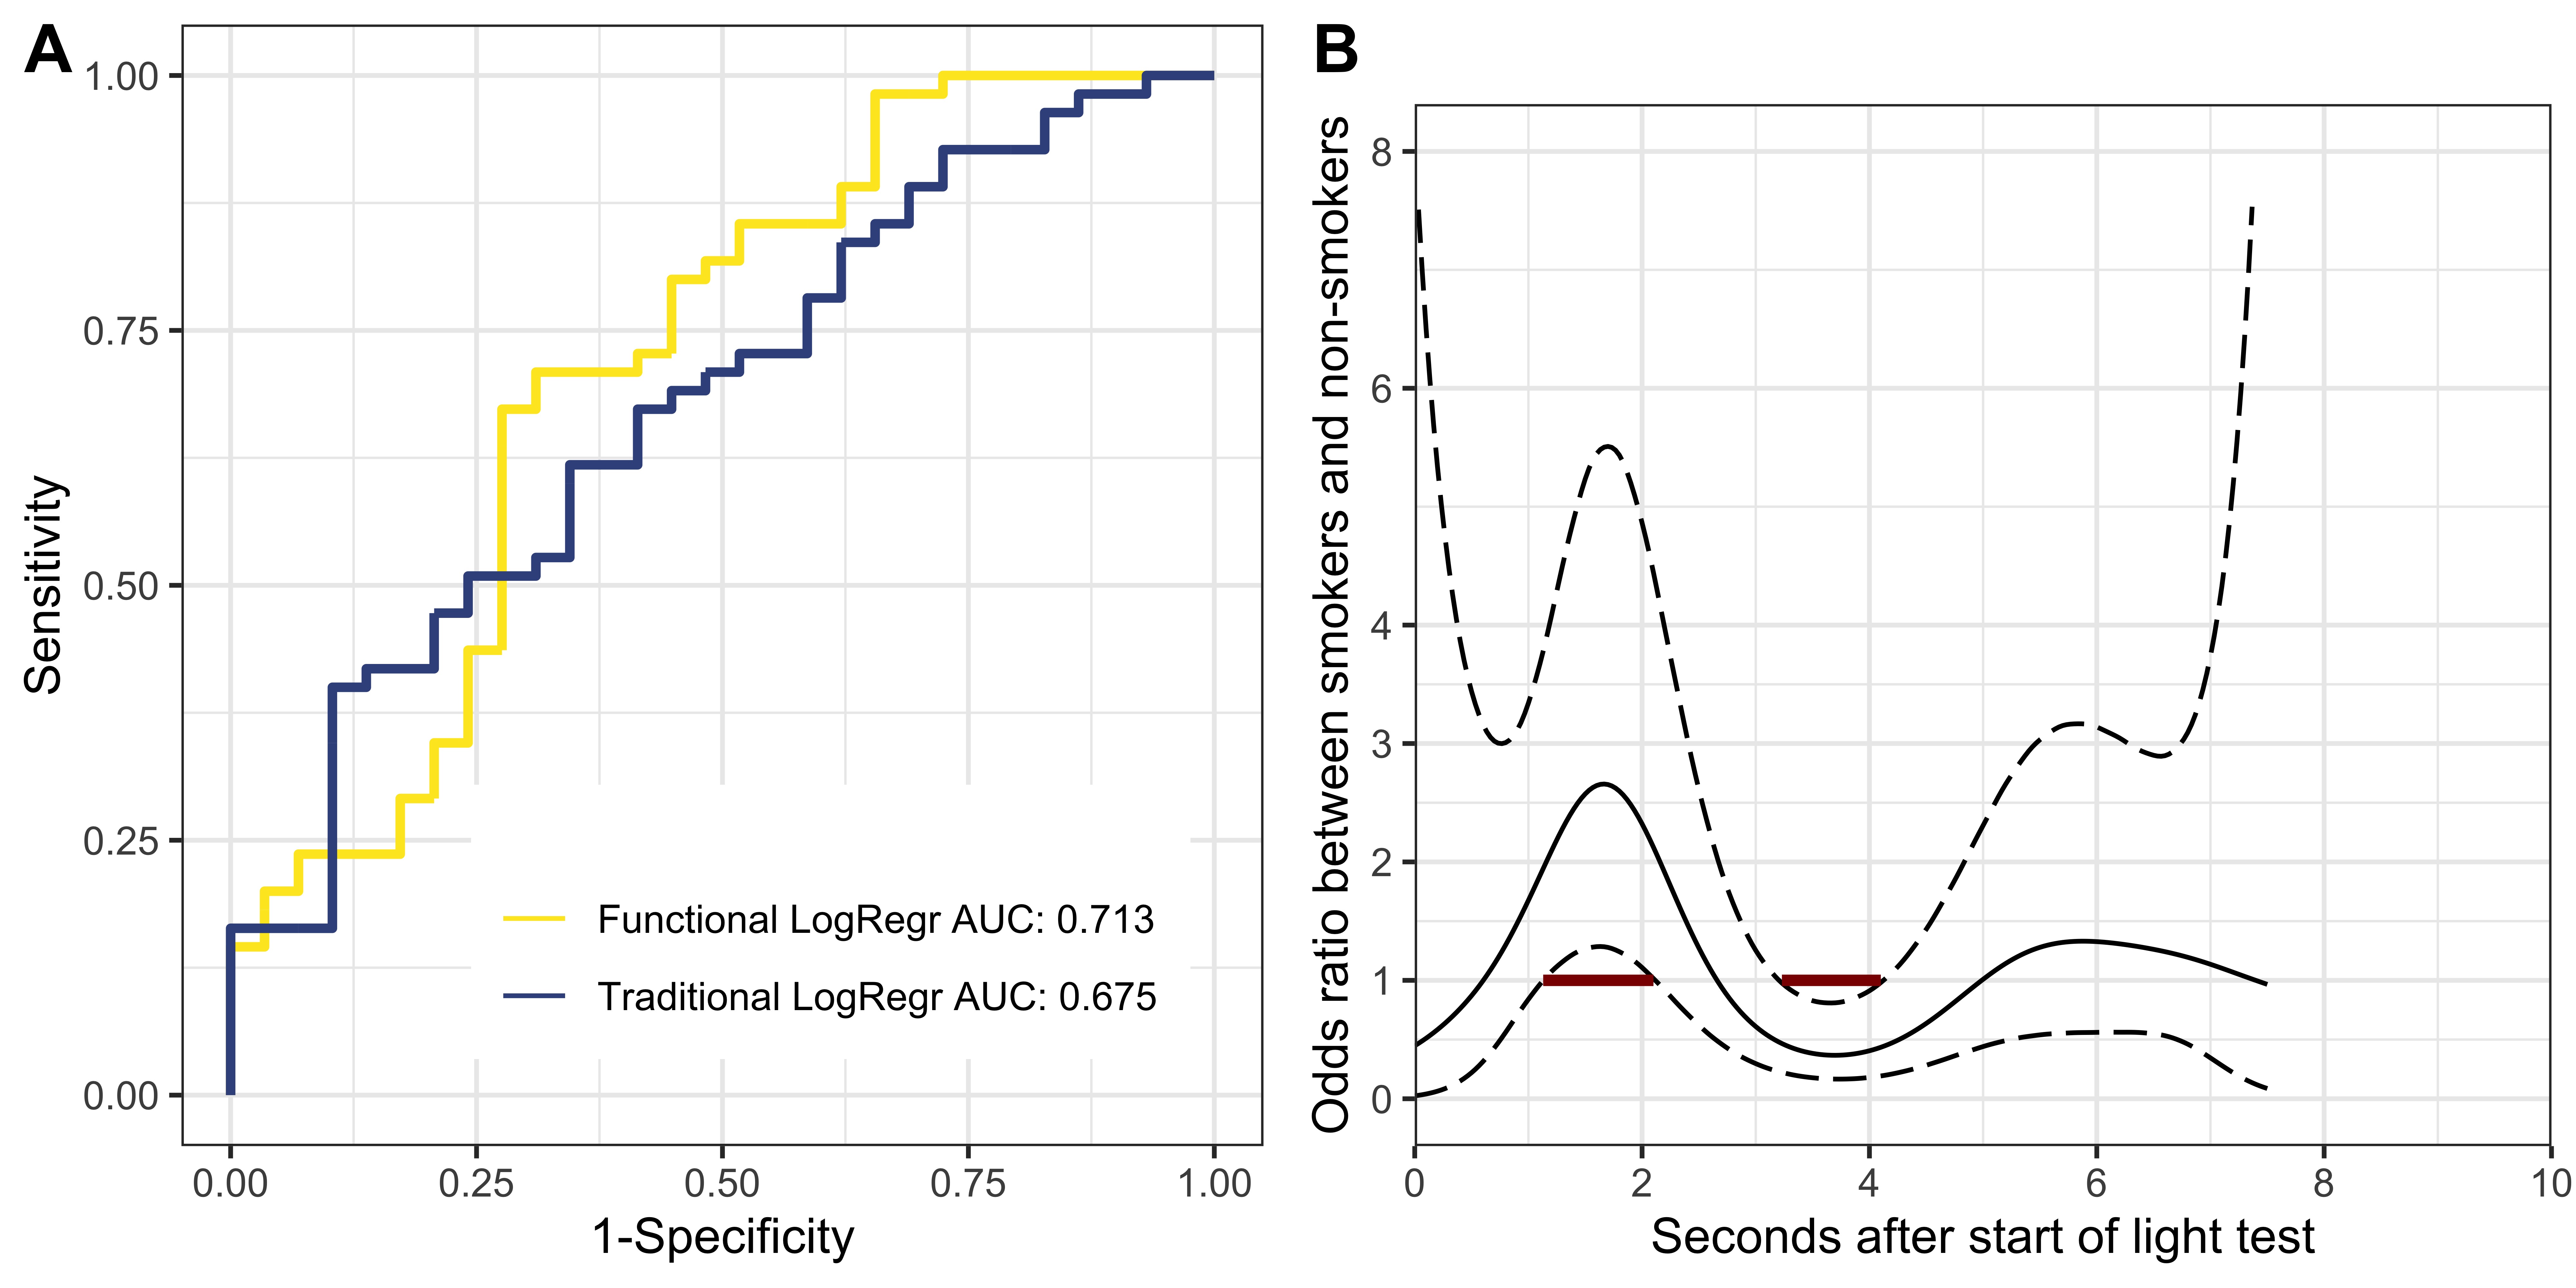 A
1.00
0.75
0.50
0.25
0.00
Sensitivity
0.00 0.25 0.50 0.75 1.00
1-Specificity
Functional LogRegr AUC: 0.713
Traditional LogRegr AUC: 0.675
B
8
6
4
3
2
1
0
Odds ratio between smokers and non-smokers
0 2 4 6 8 10
Seconds after start of light test